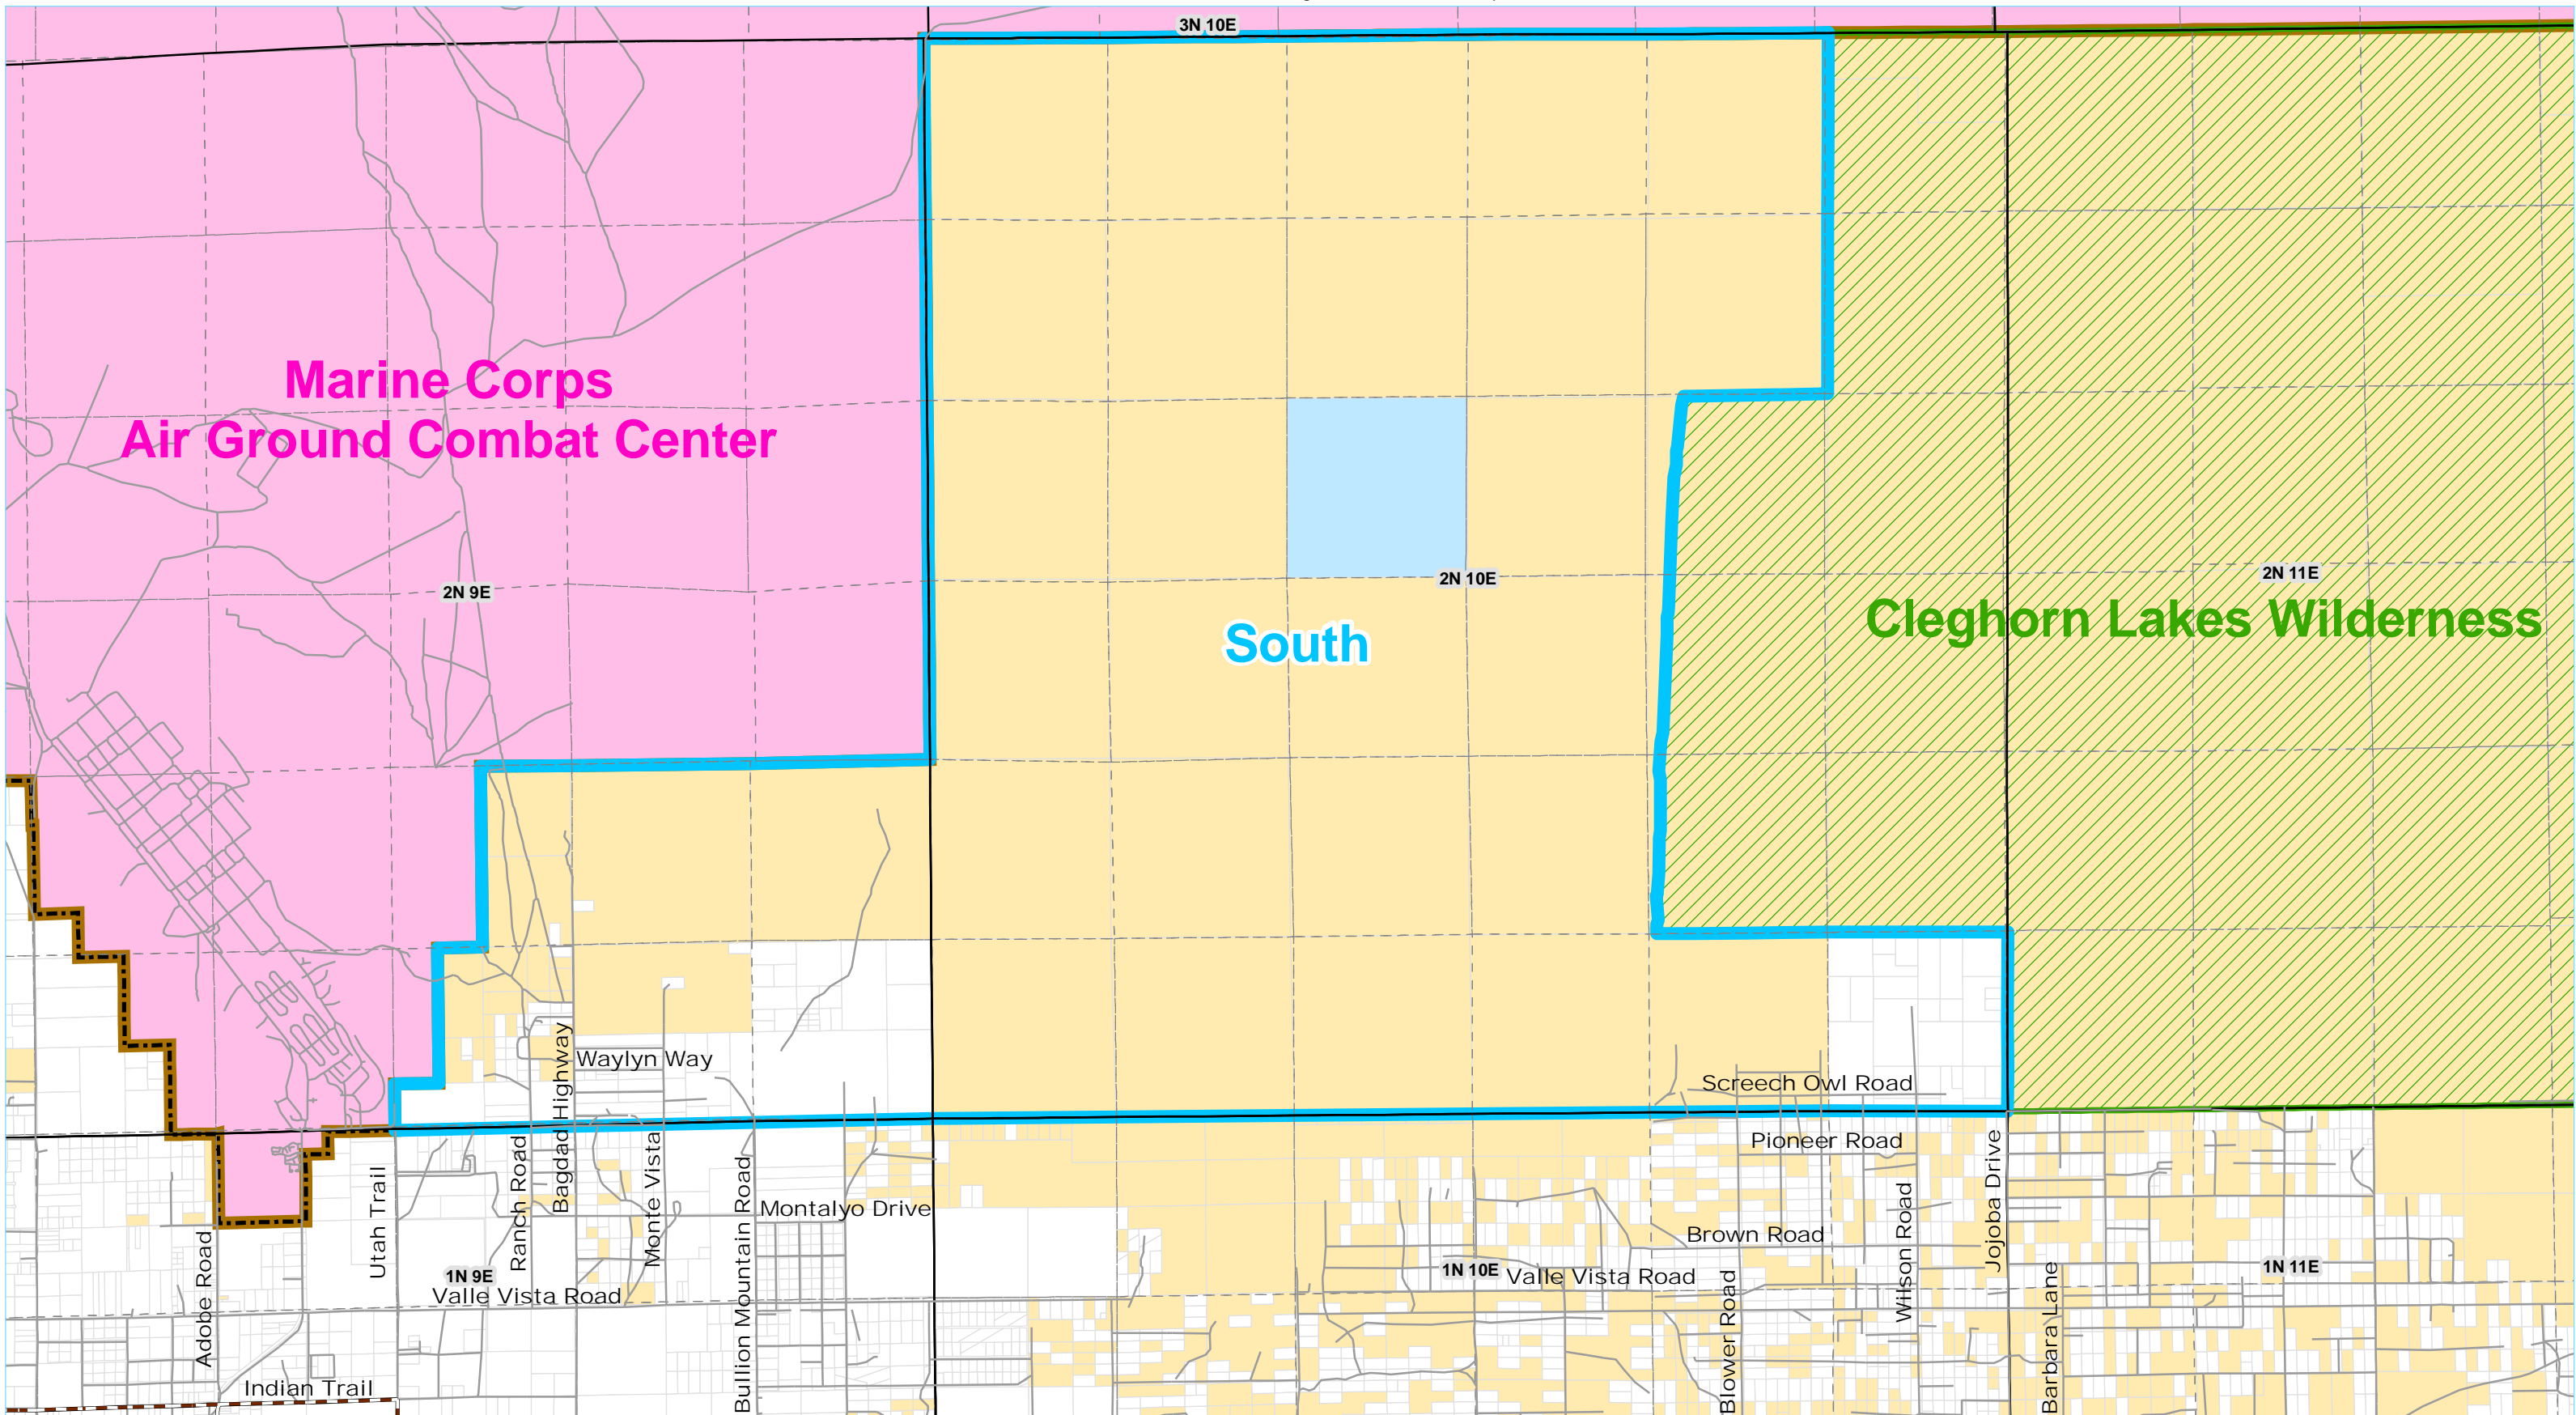 3N 10E
Marine Corps
Air Ground Combat Center
2N 9E
2N 10E
2N 11E
South
Cleghorn Lakes Wilderness
Waylyn Way
Bagdad Highway
Screech Owl Road
Pioneer Road
Utah Trail
Ranch Road
Monte Vista
Bullion Mountain Road
Montalyo Drive
Jojoba Drive
Wilson Road
Brown Road
Adobe Road
1N 9E
Valle Vista Road
1N 10E
Valle Vista Road
1N 11E
Blower Road
Barbara Lane
Indian Trail